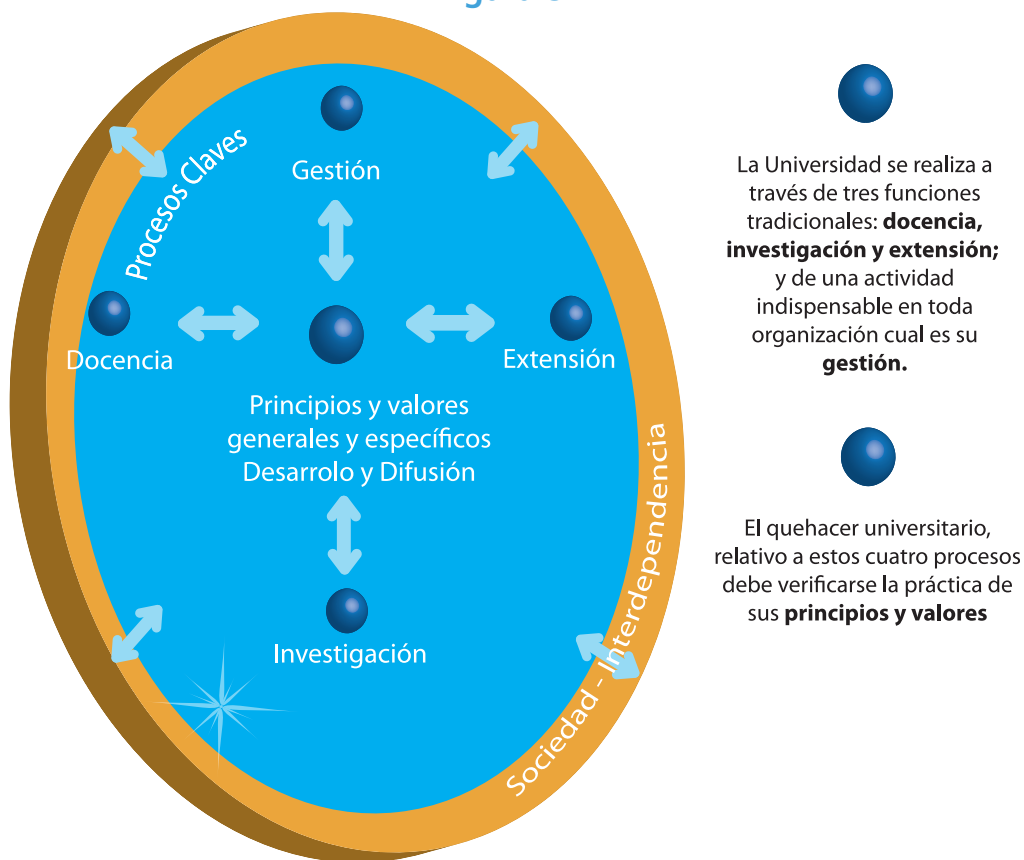 Procesos Claves
Gestión
Docencia
Extensión
Principios y valores
generales y específicos
Desarrolo y Difusión
Investigación
Sociedad - Interdependencia
La Universidad se realiza a
través de tres funciones
tradicionales: docencia,
investigación y extensión;
y de una actividad
indispensable en toda
organización cual es su
gestión.
El quehacer universitario,
relativo a estos cuatro procesos
debe verificarse la práctica de
sus principios y valores